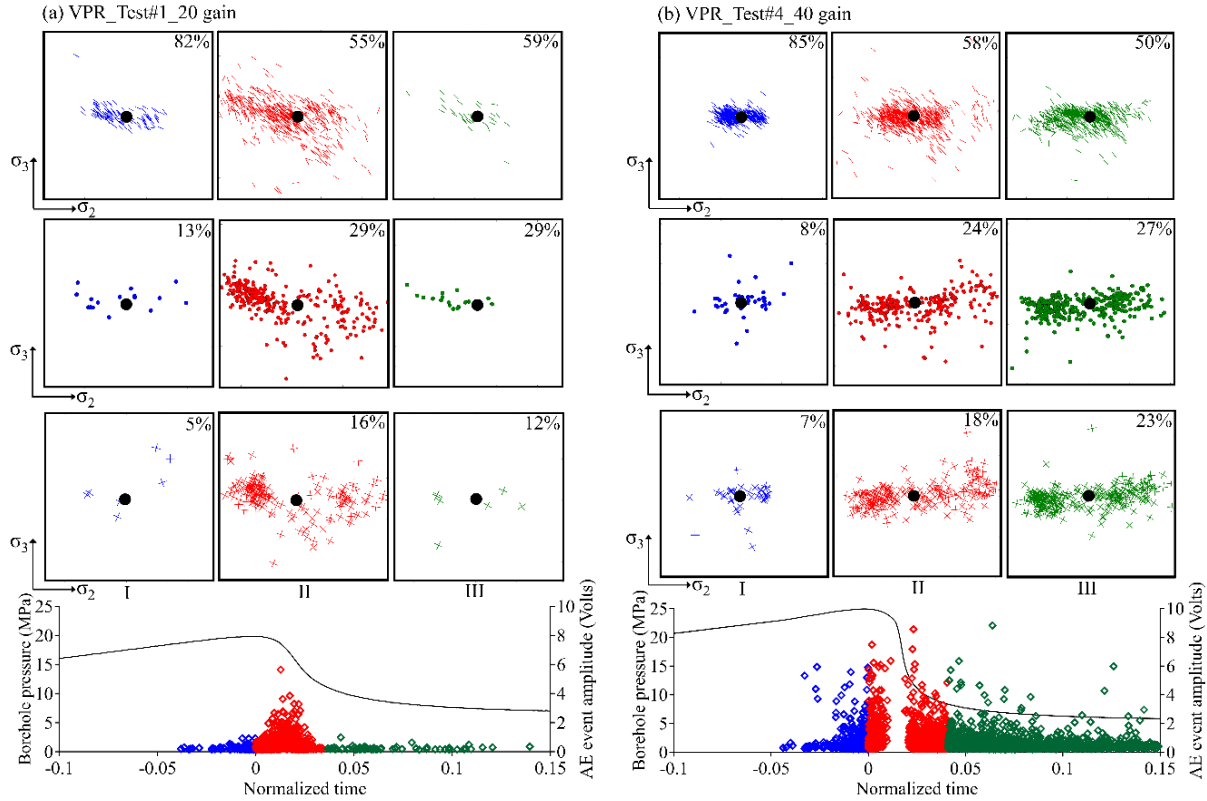 (a) VPR_Test#1_20 gain
82%
55%
59%
σ3
σ2
13%
29%
29%
σ3
σ2
5%
16%
12%
σ3
σ2
I
II
III
Borehole pressure (MPa)
25
20
15
10
5
0
10
8
6
4
2
0
AE event amplitude (Volts)
-0.1
-0.05
0
0.05
0.1
0.15
Normalized time
(b) VPR_Test#4_40 gain
85%
58%
50%
σ3
σ2
8%
24%
27%
σ3
σ2
7%
18%
23%
σ3
σ2
I
II
III
Borehole pressure (MPa)
25
20
15
10
5
0
10
8
6
4
2
0
AE event amplitude (Volts)
-0.1
-0.05
0
0.05
0.1
0.15
Normalized time